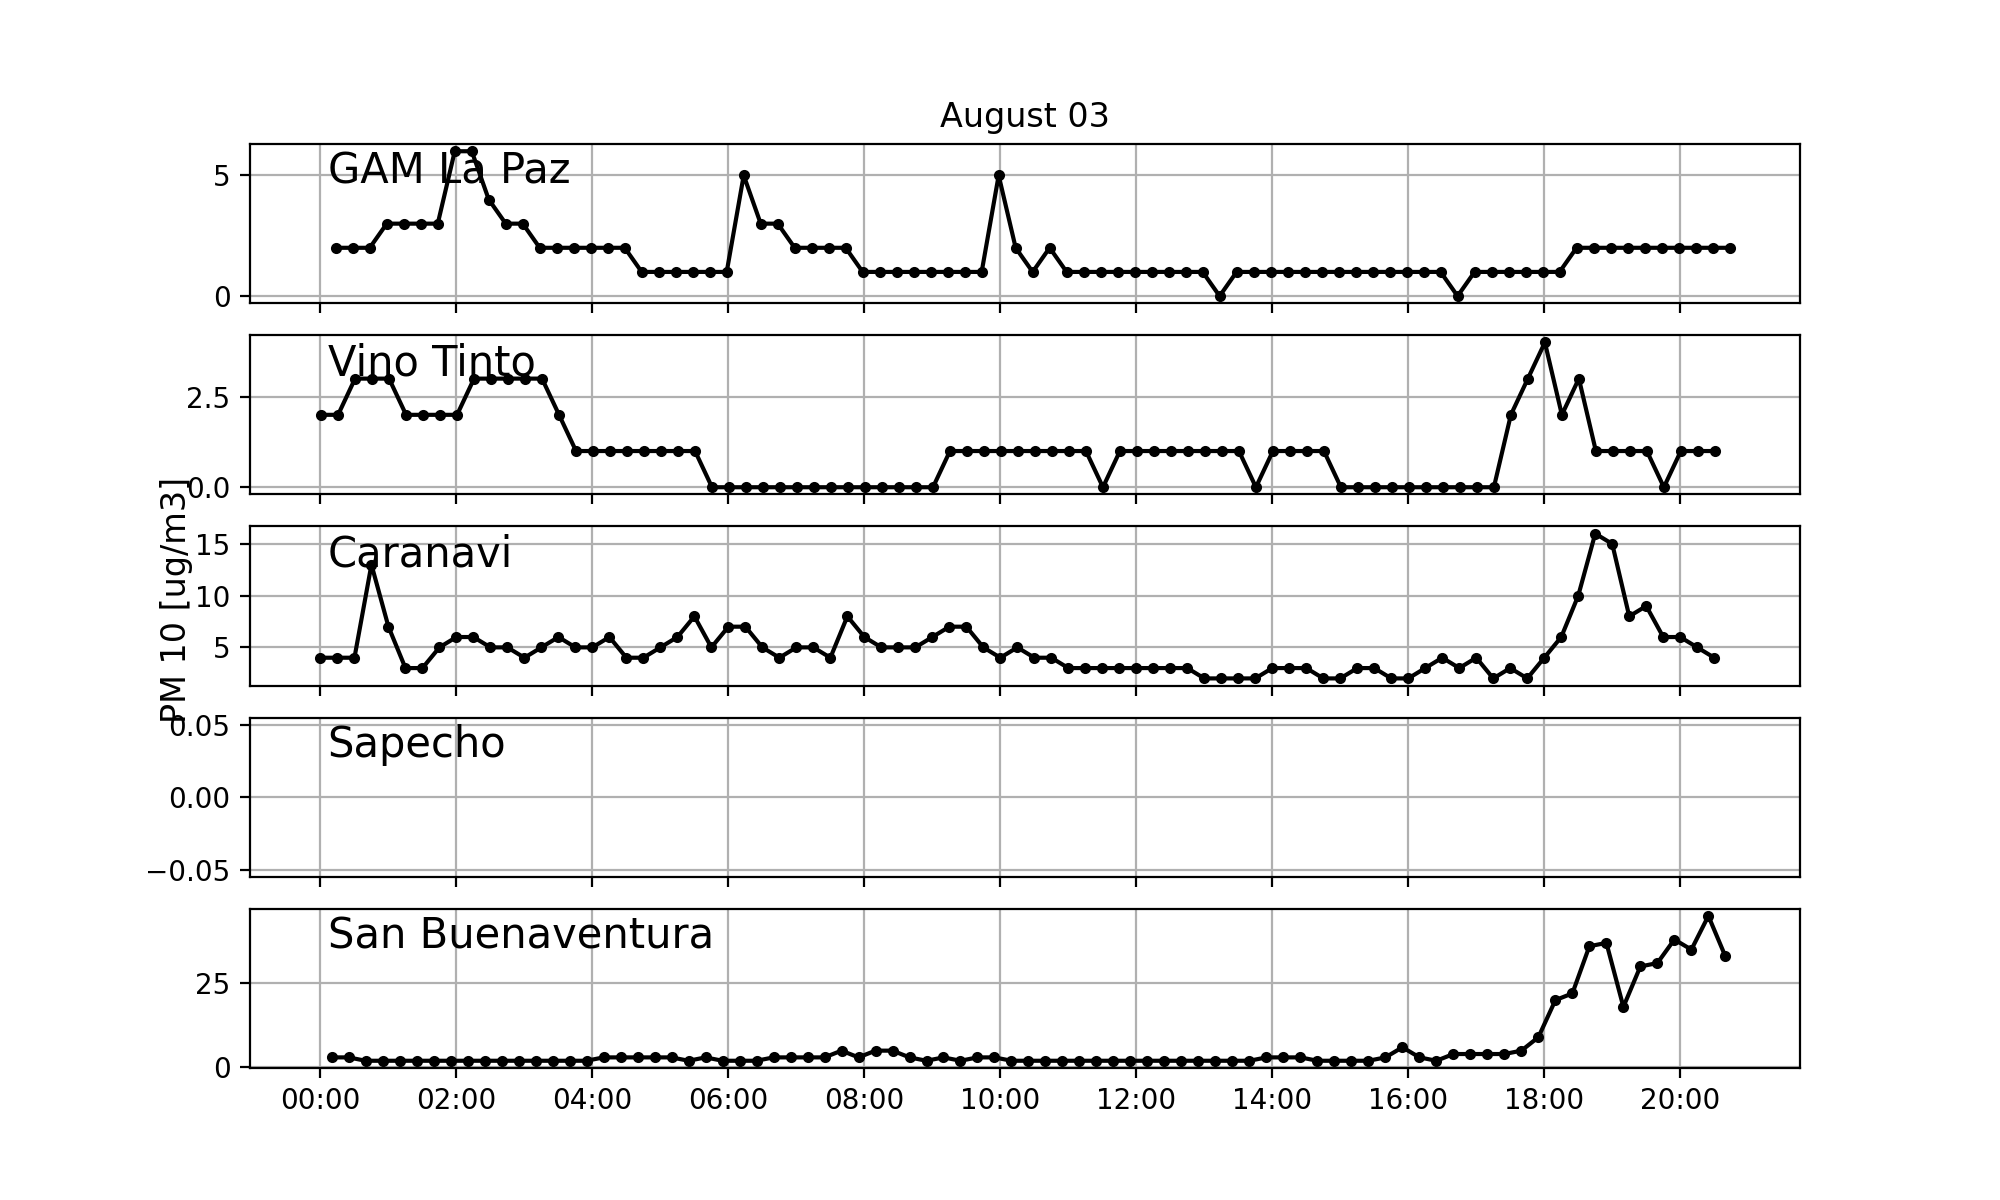 August 03
GAM La Paz
5
0
Vino Tinto
2.5
0.0
PM 10 [ug/m3]
Caranavi
15
10
5
Sapecho
0.05
0.00
−0.05
San Buenaventura
25
0
00:00 02:00 04:00 06:00 08:00 10:00 12:00 14:00 16:00 18:00 20:00